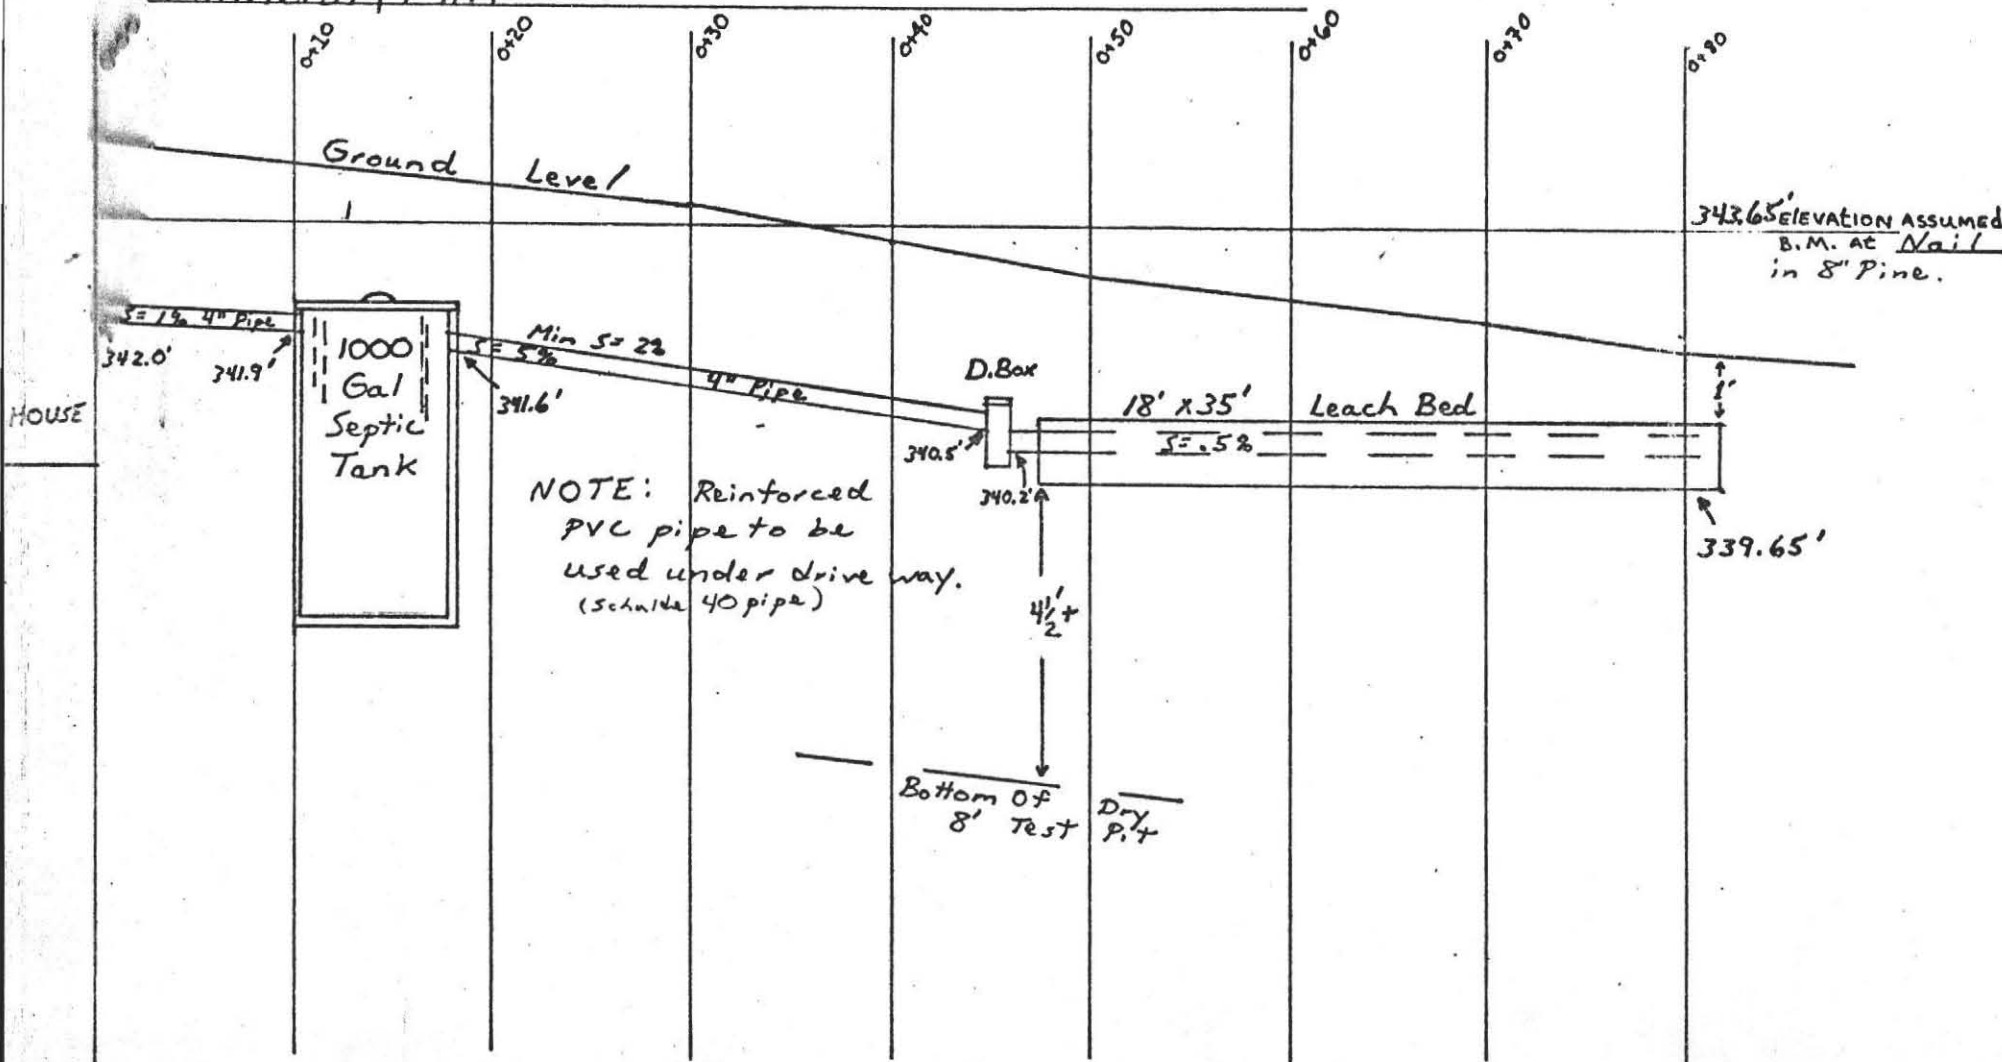 0+10
0+20
0+30
0+40
0+50
0+60
0+70
0+80
Ground Level
343.65' ELEVATION ASSUMED
B.M. At Nail
in 8" Pine.
S= 1% 4" Pipe
342.0'
341.9'
HOUSE
1000
Gal
Septic
Tank
Min S= 2%
S= 5%
4" Pipe
341.6'
D.Box
340.5'
340.2'
18' x 35' Leach Bed
S= .5%
1'
339.65'
NOTE: Reinforced
PVC pipe to be
used under drive way.
( 40 pipe)
4 1/2' +
Bottom Of Dry
8' Test Pit